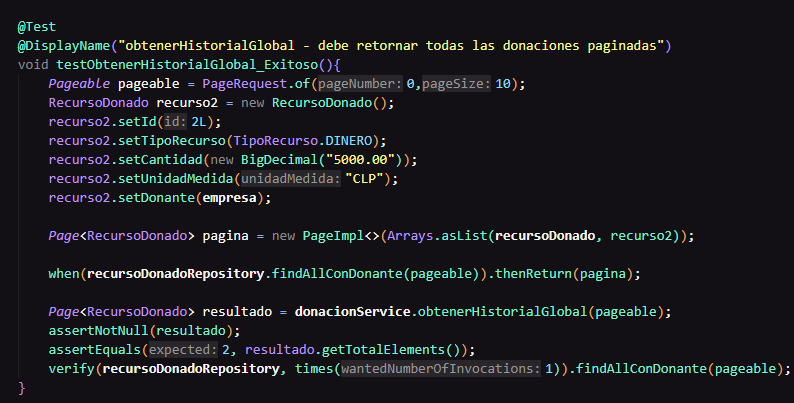 @Test
@DisplayName("obtenerHistorialGlobal - debe retornar todas las donaciones paginadas")
void testObtenerHistorialGlobal_Exitoso(){
    Pageable pageable = PageRequest.of(pageNumber: 0,pageSize: 10);
    RecursoDonado recurso2 = new RecursoDonado();
    recurso2.setId(id: 2L);
    recurso2.setTipoRecurso(TipoRecurso.DINERO);
    recurso2.setCantidad(new BigDecimal("5000.00"));
    recurso2.setUnidadMedida(unidadMedida: "CLP");
    recurso2.setDonante(empresa);

    Page<RecursoDonado> pagina = new PageImpl<>(Arrays.asList(recursoDonado, recurso2));

    when(recursoDonadoRepository.findAllConDonante(pageable)).thenReturn(pagina);

    Page<RecursoDonado> resultado = donacionService.obtenerHistorialGlobal(pageable);
    assertNotNull(resultado);
    assertEquals(expected: 2, resultado.getTotalElements());
    verify(recursoDonadoRepository, times(wantedNumberOfInvocations: 1)).findAllConDonante(pageable);
}